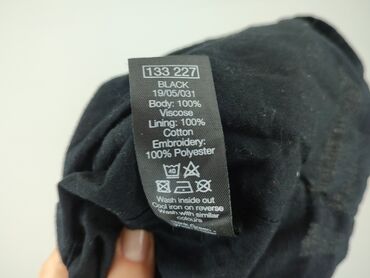 133 227
BLACK
19/05/031
Body: 100%
Viscose
Lining: 100%
Cotton
Embroidery:
100% Polyester
40
Wash inside out
Cool iron on reverse
Wash with similar
colours